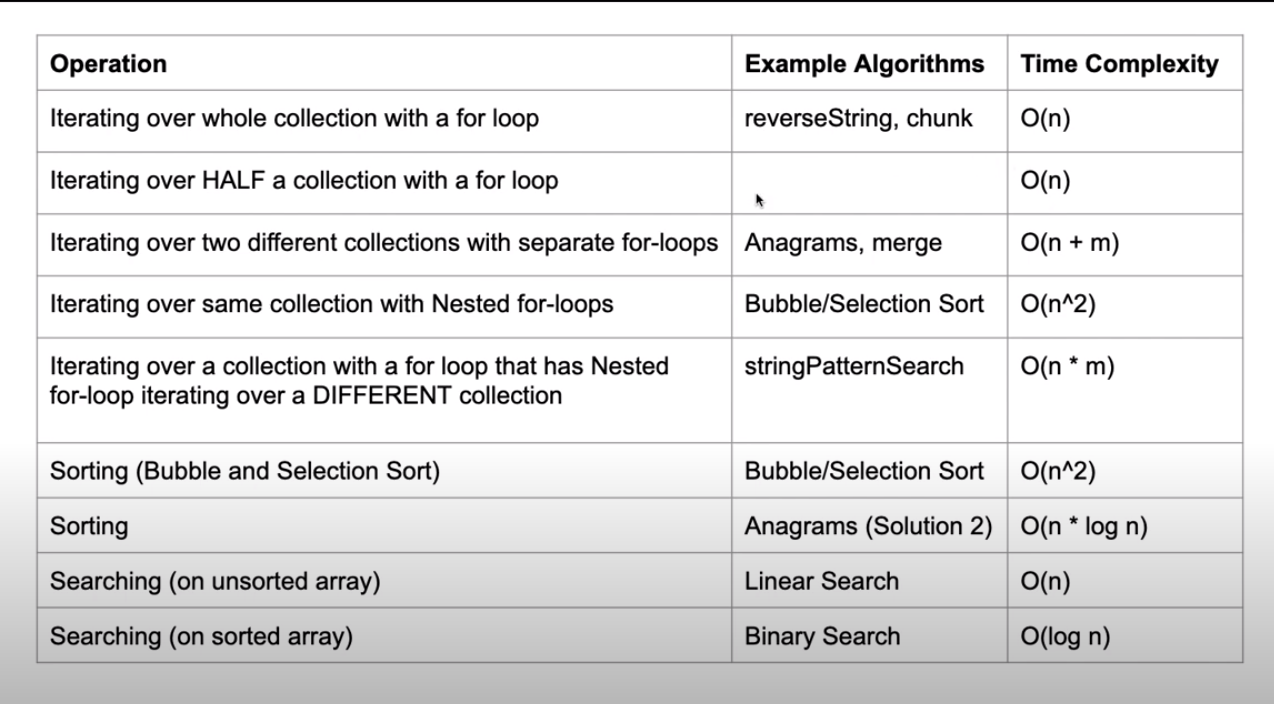 Operation Example Algorithms Time Complexity
Iterating over whole collection with a for loop reverseString, chunk O(n)
Iterating over HALF a collection with a for loop O(n)
Iterating over two different collections with separate for-loops Anagrams, merge O(n + m)
Iterating over same collection with Nested for-loops Bubble/Selection Sort O(n^2)
Iterating over a collection with a for loop that has Nested stringPatternSearch O(n * m)
for-loop iterating over a DIFFERENT collection
Sorting (Bubble and Selection Sort) Bubble/Selection Sort O(n^2)
Sorting Anagrams (Solution 2) O(n * log n)
Searching (on unsorted array) Linear Search O(n)
Searching (on sorted array) Binary Search O(log n)